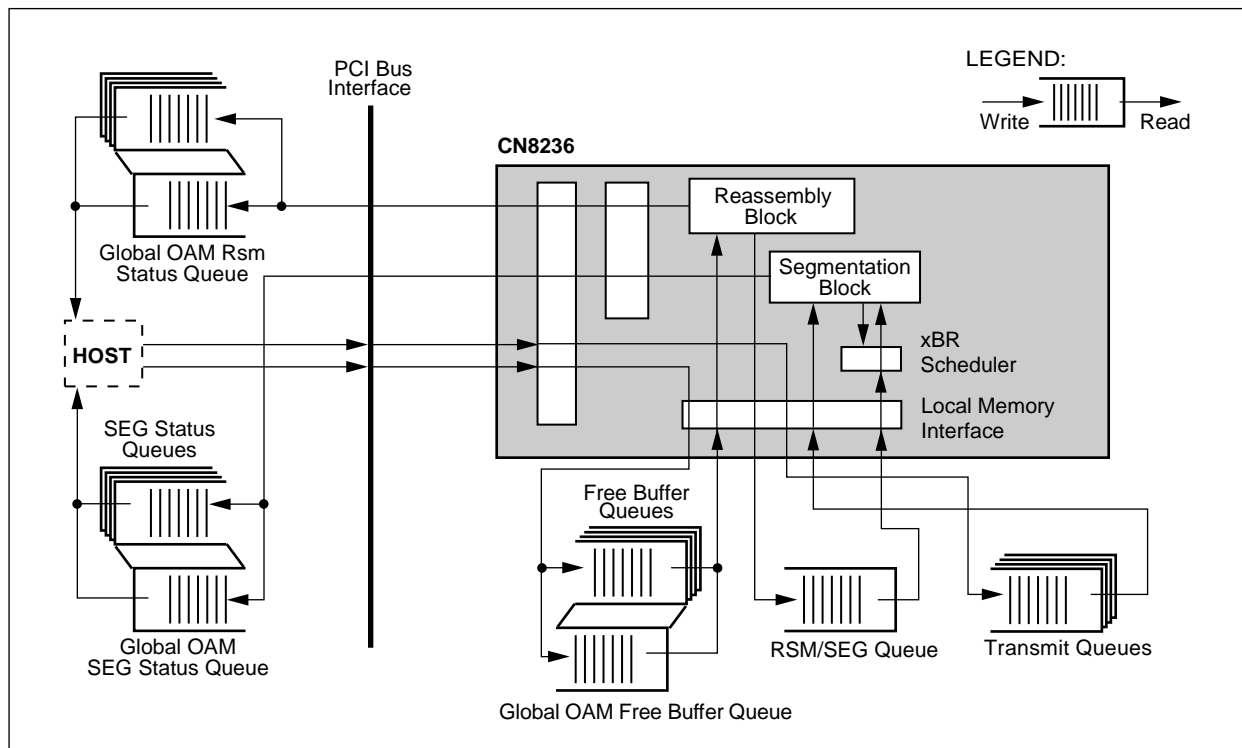 LEGEND:
Write
Read
PCI Bus
Interface
CN8236
Reassembly
Block
Global OAM Rsm
Status Queue
Segmentation
Block
HOST
xBR
Scheduler
SEG Status
Queues
Local Memory
Interface
Free Buffer
Queues
Global OAM
SEG Status Queue
RSM/SEG Queue
Transmit Queues
Global OAM Free Buffer Queue